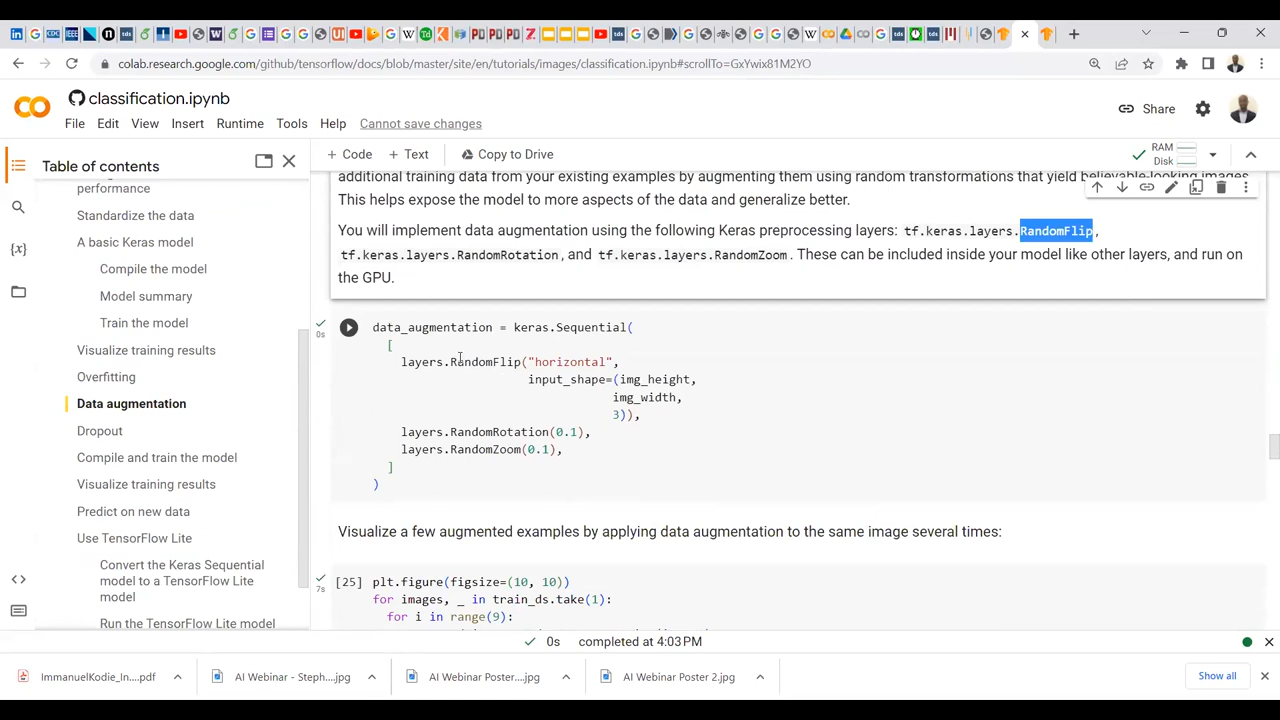 colab.research.google.com/github/tensorflow/docs/blob/master/site/en/tutorials/images/classification.ipynb#scrollTo=GxYwix81M2YO
classification.ipynb
Share
File Edit View Insert Runtime Tools Help Cannot save changes
Table of contents
+ Code + Text Copy to Drive
RAM
Disk
performance
Standardize the data
A basic Keras model
Compile the model
Model summary
Train the model
Visualize training results
Overfitting
Data augmentation
Dropout
Compile and train the model
Visualize training results
Predict on new data
Use TensorFlow Lite
Convert the Keras Sequential
model to a TensorFlow Lite
model
Run the TensorFlow Lite model
additional training data from your existing examples by augmenting them using random transformations that yield believable-looking images.
This helps expose the model to more aspects of the data and generalize better.
You will implement data augmentation using the following Keras preprocessing layers: tf.keras.layers.RandomFlip,
tf.keras.layers.RandomRotation, and tf.keras.layers.RandomZoom. These can be included inside your model like other layers, and run on
the GPU.
0s
data_augmentation = keras.Sequential(
[
layers.RandomFlip("horizontal",
input_shape=(img_height,
img_width,
3)),
layers.RandomRotation(0.1),
layers.RandomZoom(0.1),
]
)
Visualize a few augmented examples by applying data augmentation to the same image several times:
7s
[25] plt.figure(figsize=(10, 10))
for images, _ in train_ds.take(1):
for i in range(9):
0s completed at 4:03 PM
ImmanuelKodie_In....pdf
AI Webinar - Steph....jpg
AI Webinar Poster....jpg
AI Webinar Poster 2.jpg
Show all